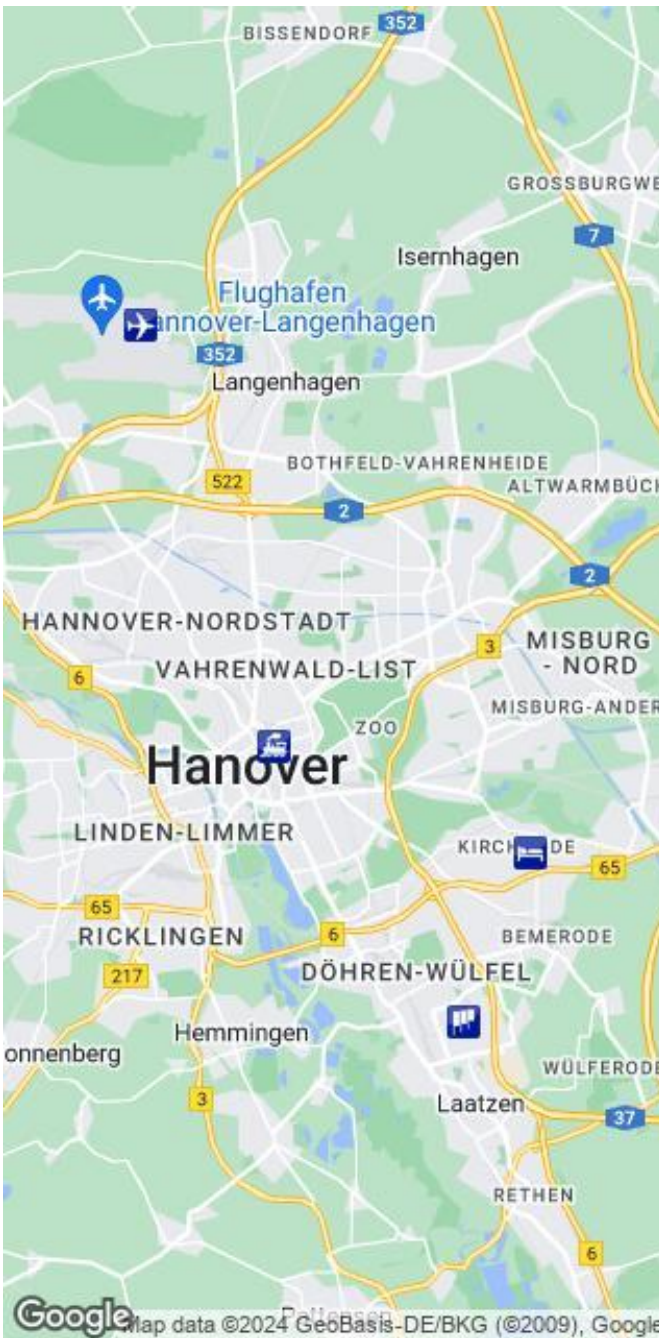 352
BISSENDORF
GROSSBURGWE
7
Isernhagen
Flughafen
annover-Langenhagen
352
Langenhagen
BOTHFELD-VAHRENHEIDE
522
ALTWARMBÜCH
2
2
HANNOVER-NORDSTADT
3
MISBURG
- NORD
VAHRENWALD-LIST
6
MISBURG-ANDER
ZOO
Hanover
LINDEN-LIMMER
KIRCH DE
65
65
6
RICKLINGEN
BEMERODE
217
DÖHREN-WÜLFEL
Hemmingen
onnenberg
WÜLFERODE
3
Laatzen
37
RETHEN
6
Pattensen
Google
Map data ©2024 GeoBasis-DE/BKG (©2009), Google